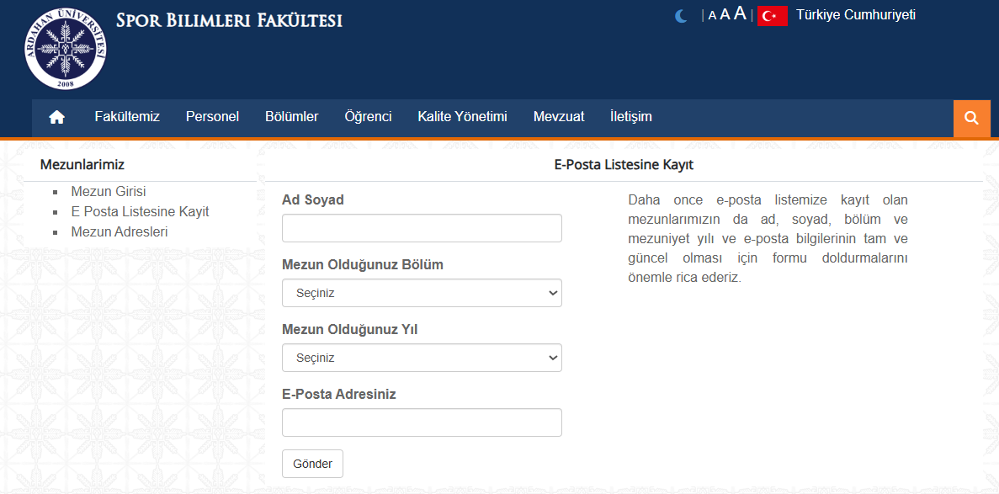 ARDAHAN ÜNİVERSİTESİ
2008
SPOR BILIMLERI FAKÜLTESI
| A A A |
Türkiye Cumhuriyeti
Fakültemiz Personel Bölümler Öğrenci Kalite Yönetimi Mevzuat İletişim
Mezunlarimiz
Mezun Girisi
E Posta Listesine Kayit
Mezun Adresleri
E-Posta Listesine Kayıt
Ad Soyad
Mezun Olduğunuz Bölüm
Seçiniz
Mezun Olduğunuz Yıl
Seçiniz
E-Posta Adresiniz
Gönder
Daha once e-posta listemize kayıt olan
mezunlarımızın da ad, soyad, bölüm ve
mezuniyet yılı ve e-posta bilgilerinin tam ve
güncel olması için formu doldurmalarını
önemle rica ederiz.